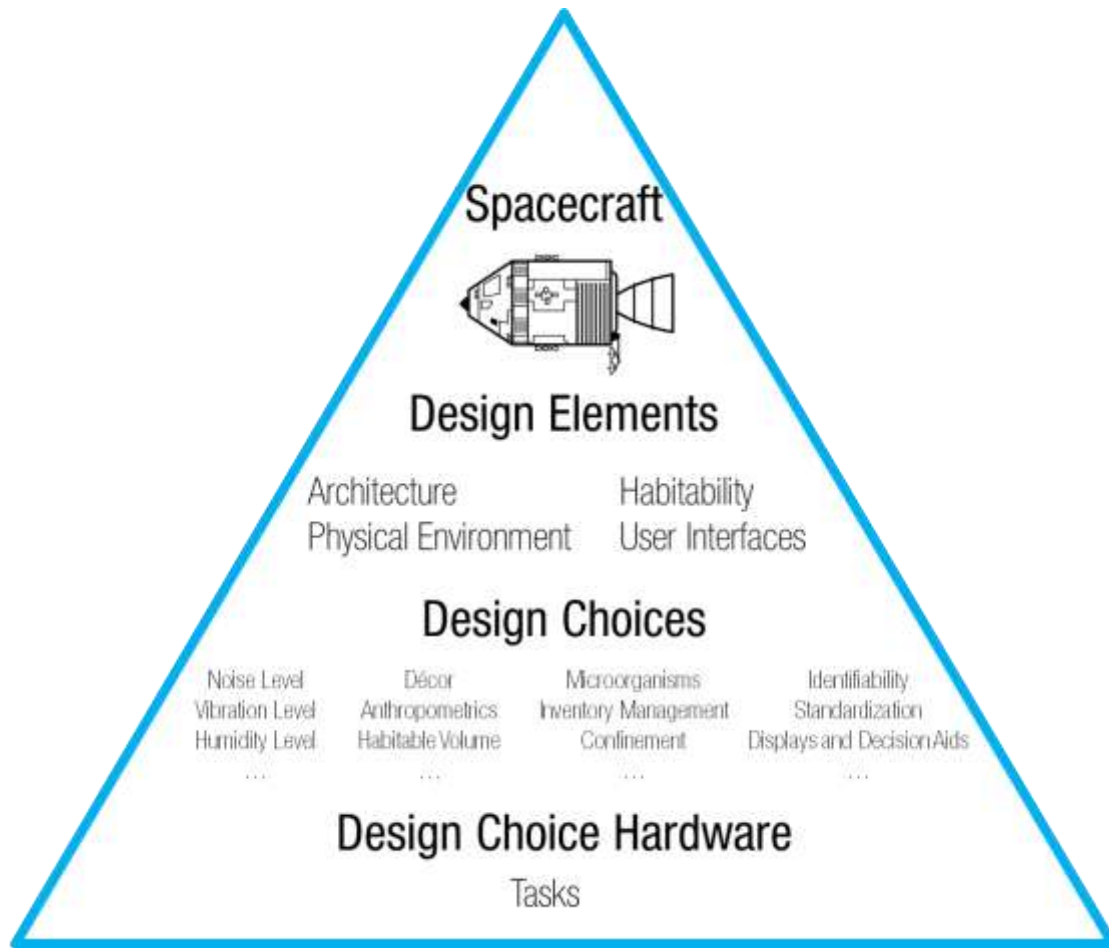 Spacecraft
Design Elements
Architecture Habitability
Physical Environment User Interfaces
Design Choices
Noise Level Décor Microorganisms Identifiability
Vibration Level Anthropometrics Inventory Management Standardization
Humidity Level Habitable Volume Confinement Displays and Decision Aids
... ... ... ...
Design Choice Hardware
Tasks